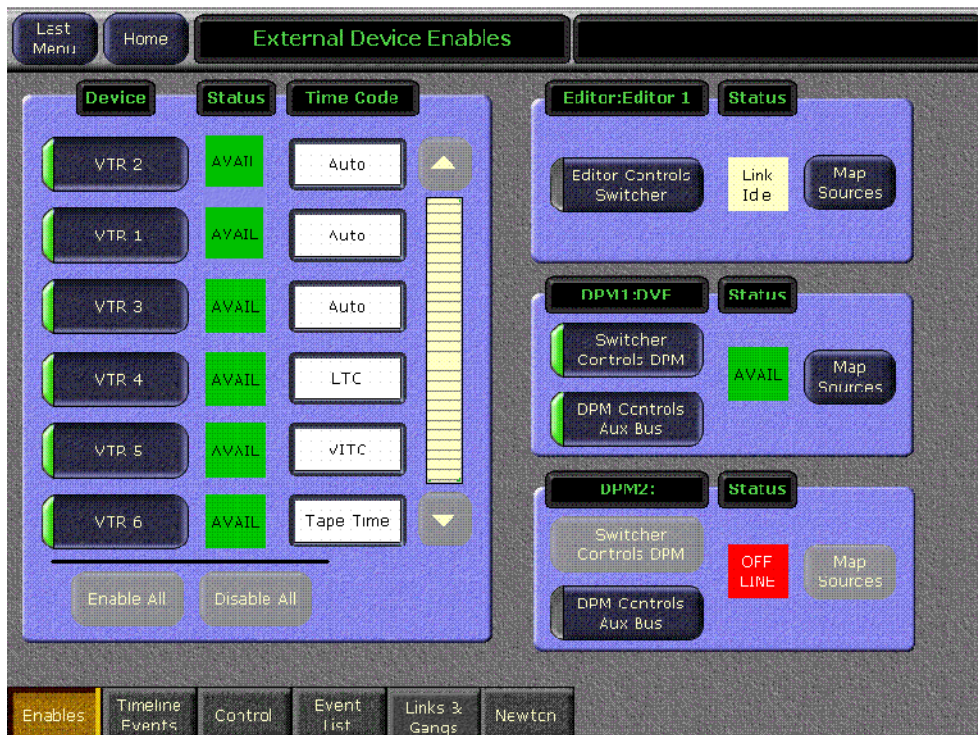 Last
Menu
Home
External Device Enables
Device
Status
Time Code
VTR 2
AVAIL
Auto
VTR 1
AVAIL
Auto
VTR 3
AVAIL
Auto
VTR 4
AVAIL
LTC
VTR 5
AVAIL
VITC
VTR 6
AVAIL
Tape Time
Enable All
Disable All
Editor:Editor 1
Status
Editor Controls
Switcher
Link
Idle
Map
Sources
DPM1:DVE
Status
Switcher
Controls DPM
AVAIL
Map
Sources
DPM Controls
Aux Bus
DPM2:
Status
Switcher
Controls DPM
OFF
LINE
Map
Sources
DPM Controls
Aux Bus
Enables
Timeline
Events
Control
Event
List
Links &
Gangs
Newton